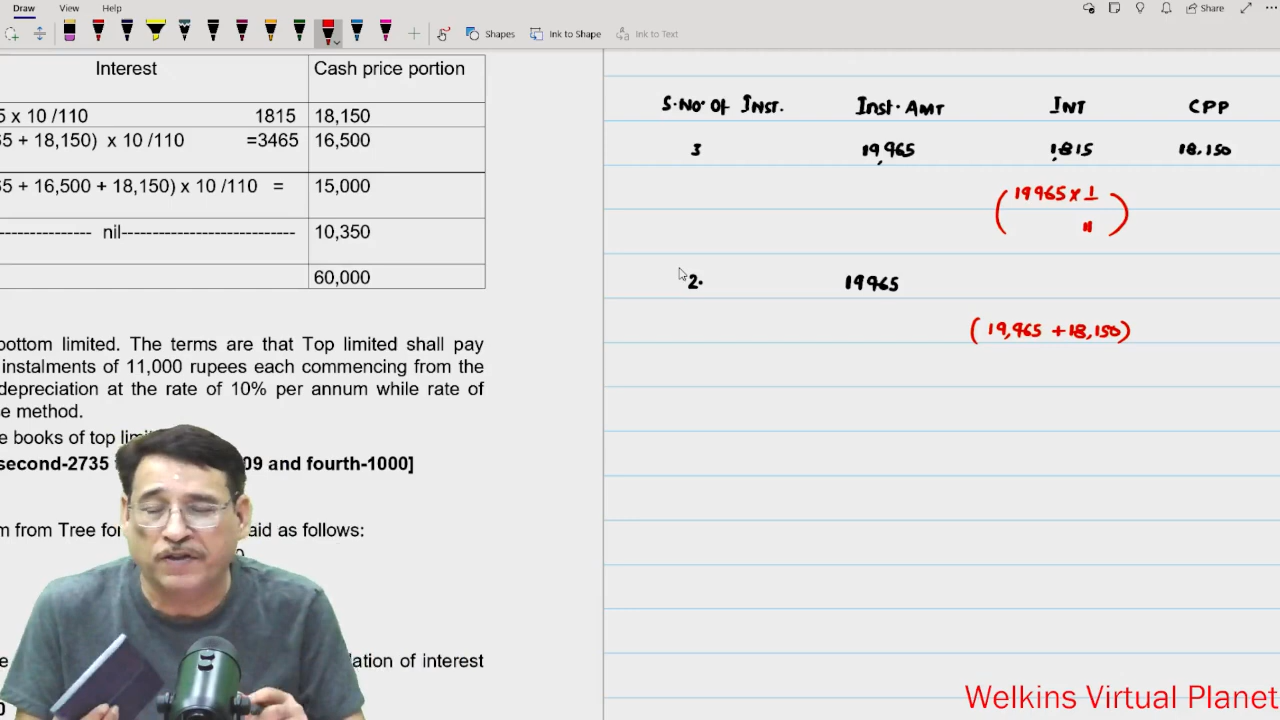 Draw View Help
Share
Shapes Ink to Shape Ink to Text
Interest Cash price portion
5 x 10 /110 1815 18,150
65 + 18,150) x 10 /110 =3465 16,500
65 + 16,500 + 18,150) x 10 /110 = 15,000
--------------- nil---------------------------- 10,350
60,000
bottom limited. The terms are that Top limited shall pay
instalments of 11,000 rupees each commencing from the
depreciation at the rate of 10% per annum while rate of
e method.
e books of top
second-2735 09 and fourth-1000]
m from Tree for aid as follows:
lation of interest
S.No. Of INST. Inst. AMT INT CPP
3 19,965 1815 18,150
(19965 x 1
11)
2. 19965
(19,965 + 18,150)
Welkins Virtual Planet